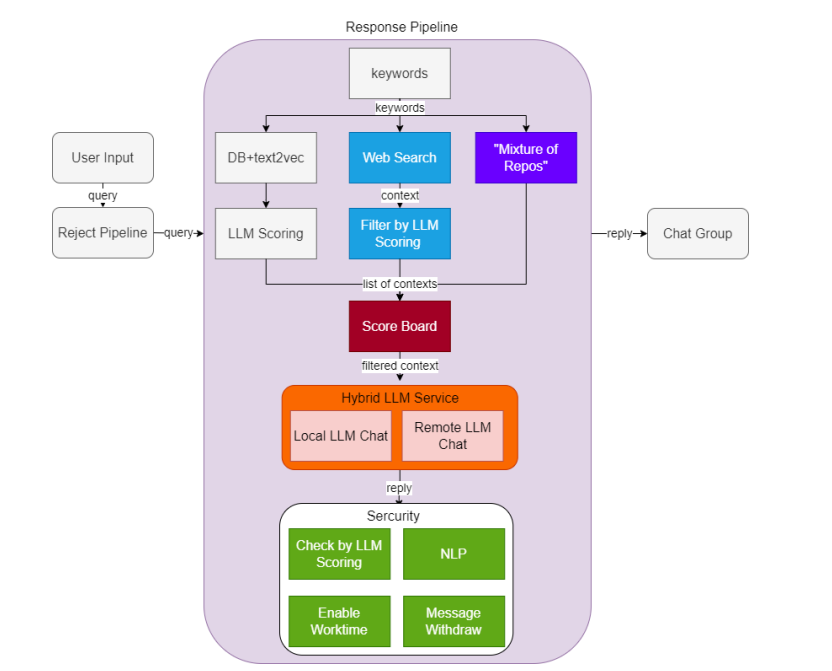 Response Pipeline
keywords
keywords
User Input
DB+text2vec
Web Search
"Mixture of
Repos"
query
context
Reject Pipeline
query
LLM Scoring
Filter by LLM
Scoring
reply
Chat Group
list of contexts
Score Board
filtered context
Hybrid LLM Service
Local LLM Chat
Remote LLM
Chat
reply
Sercurity
Check by LLM
Scoring
NLP
Enable
Worktime
Message
Withdraw